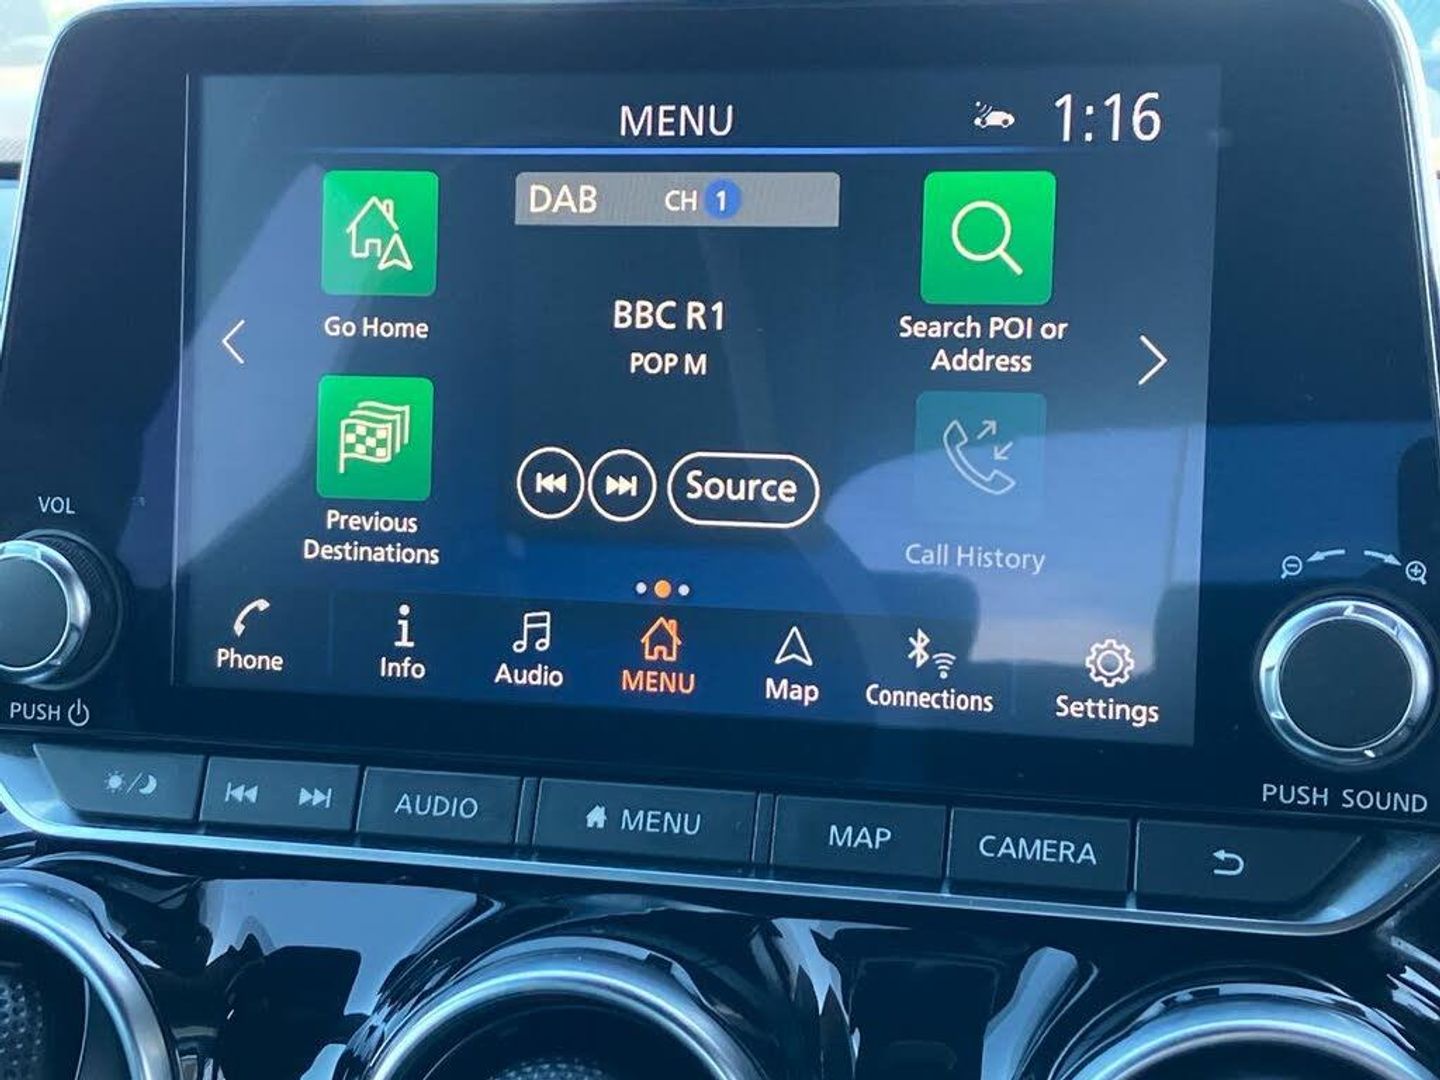 MENU
1:16
DAB CH 1
Go Home
BBC R1
POP M
Search POI or
Address
Previous
Destinations
Source
Call History
Phone
Info
Audio
MENU
Map
Connections
Settings
VOL
PUSH
PUSH SOUND
AUDIO
MENU
MAP
CAMERA